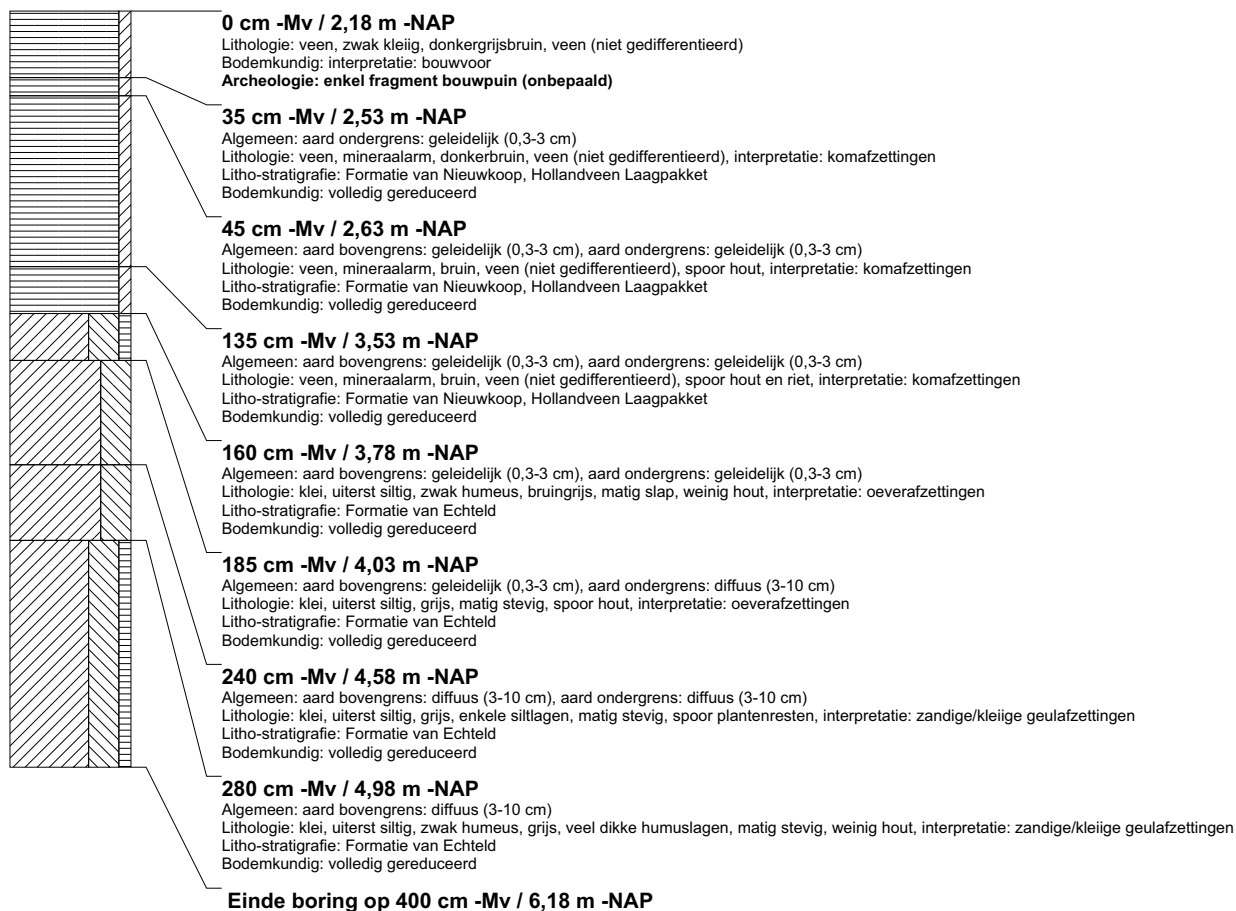 0 cm -Mv / 2,18 m -NAP
Lithologie: veen, zwak kleiig, donkergrijsbruin, veen (niet gedifferentieerd)
Bodemkundig: interpretatie: bouwvoor
Archeologie: enkel fragment bouwpuin (onbepaald)
35 cm -Mv / 2,53 m -NAP
Algemeen: aard ondergrens: geleidelijk (0,3-3 cm)
Lithologie: veen, mineraalarm, donkerbruin, veen (niet gedifferentieerd), interpretatie: komafzettingen
Litho-stratigrafie: Formatie van Nieuwkoop, Hollandveen Laagpakket
Bodemkundig: volledig gereduceerd
45 cm -Mv / 2,63 m -NAP
Algemeen: aard bovengrens: geleidelijk (0,3-3 cm), aard ondergrens: geleidelijk (0,3-3 cm)
Lithologie: veen, mineraalarm, bruin, veen (niet gedifferentieerd), spoor hout, interpretatie: komafzettingen
Litho-stratigrafie: Formatie van Nieuwkoop, Hollandveen Laagpakket
Bodemkundig: volledig gereduceerd
135 cm -Mv / 3,53 m -NAP
Algemeen: aard bovengrens: geleidelijk (0,3-3 cm), aard ondergrens: geleidelijk (0,3-3 cm)
Lithologie: veen, mineraalarm, bruin, veen (niet gedifferentieerd), spoor hout en riet, interpretatie: komafzettingen
Litho-stratigrafie: Formatie van Nieuwkoop, Hollandveen Laagpakket
Bodemkundig: volledig gereduceerd
160 cm -Mv / 3,78 m -NAP
Algemeen: aard bovengrens: geleidelijk (0,3-3 cm), aard ondergrens: geleidelijk (0,3-3 cm)
Lithologie: klei, uiterst siltig, zwak humeus, bruingrijs, matig slap, weinig hout, interpretatie: oeverafzettingen
Litho-stratigrafie: Formatie van Echteld
Bodemkundig: volledig gereduceerd
185 cm -Mv / 4,03 m -NAP
Algemeen: aard bovengrens: geleidelijk (0,3-3 cm), aard ondergrens: diffuus (3-10 cm)
Lithologie: klei, uiterst siltig, grijs, matig stevig, spoor hout, interpretatie: oeverafzettingen
Litho-stratigrafie: Formatie van Echteld
Bodemkundig: volledig gereduceerd
240 cm -Mv / 4,58 m -NAP
Algemeen: aard bovengrens: diffuus (3-10 cm), aard ondergrens: diffuus (3-10 cm)
Lithologie: klei, uiterst siltig, grijs, enkele siltlagen, matig stevig, spoor plantenresten, interpretatie: zandige/kleiige geulafzettingen
Litho-stratigrafie: Formatie van Echteld
Bodemkundig: volledig gereduceerd
280 cm -Mv / 4,98 m -NAP
Algemeen: aard bovengrens: diffuus (3-10 cm)
Lithologie: klei, uiterst siltig, zwak humeus, grijs, veel dikke humuslagen, matig stevig, weinig hout, interpretatie: zandige/kleiige geulafzettingen
Litho-stratigrafie: Formatie van Echteld
Bodemkundig: volledig gereduceerd
Einde boring op 400 cm -Mv / 6,18 m -NAP